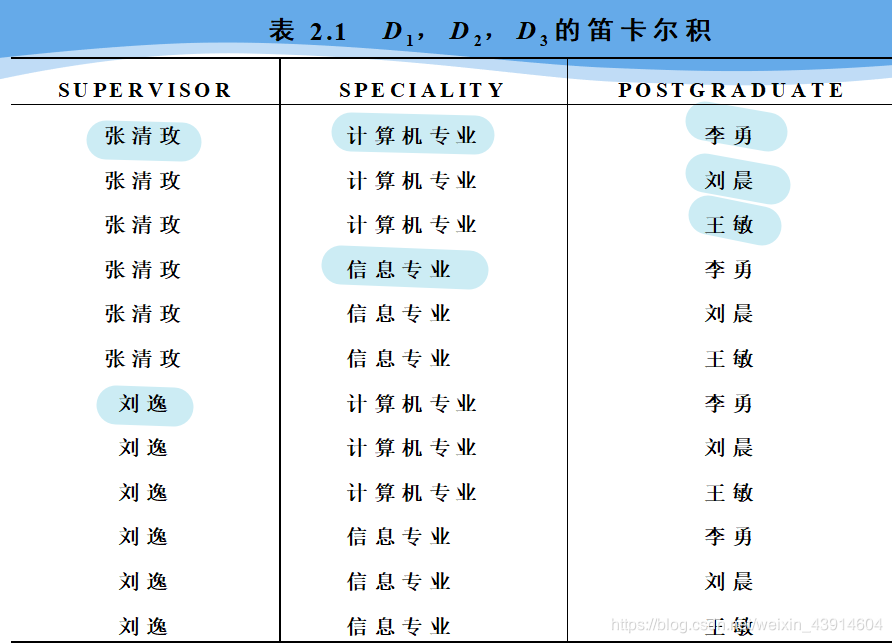 表 2.1 D1, D2, D3的笛卡尔积
SUPERVISOR SPECIALITY POSTGRADUATE
张清玫 计算机专业 李勇
张清玫 计算机专业 刘晨
张清玫 计算机专业 王敏
张清玫 信息专业 李勇
张清玫 信息专业 刘晨
张清玫 信息专业 王敏
刘逸 计算机专业 李勇
刘逸 计算机专业 刘晨
刘逸 计算机专业 王敏
刘逸 信息专业 李勇
刘逸 信息专业 刘晨
刘逸 信息专业 王敏
https://blog.csdn.net/weixin_43914604